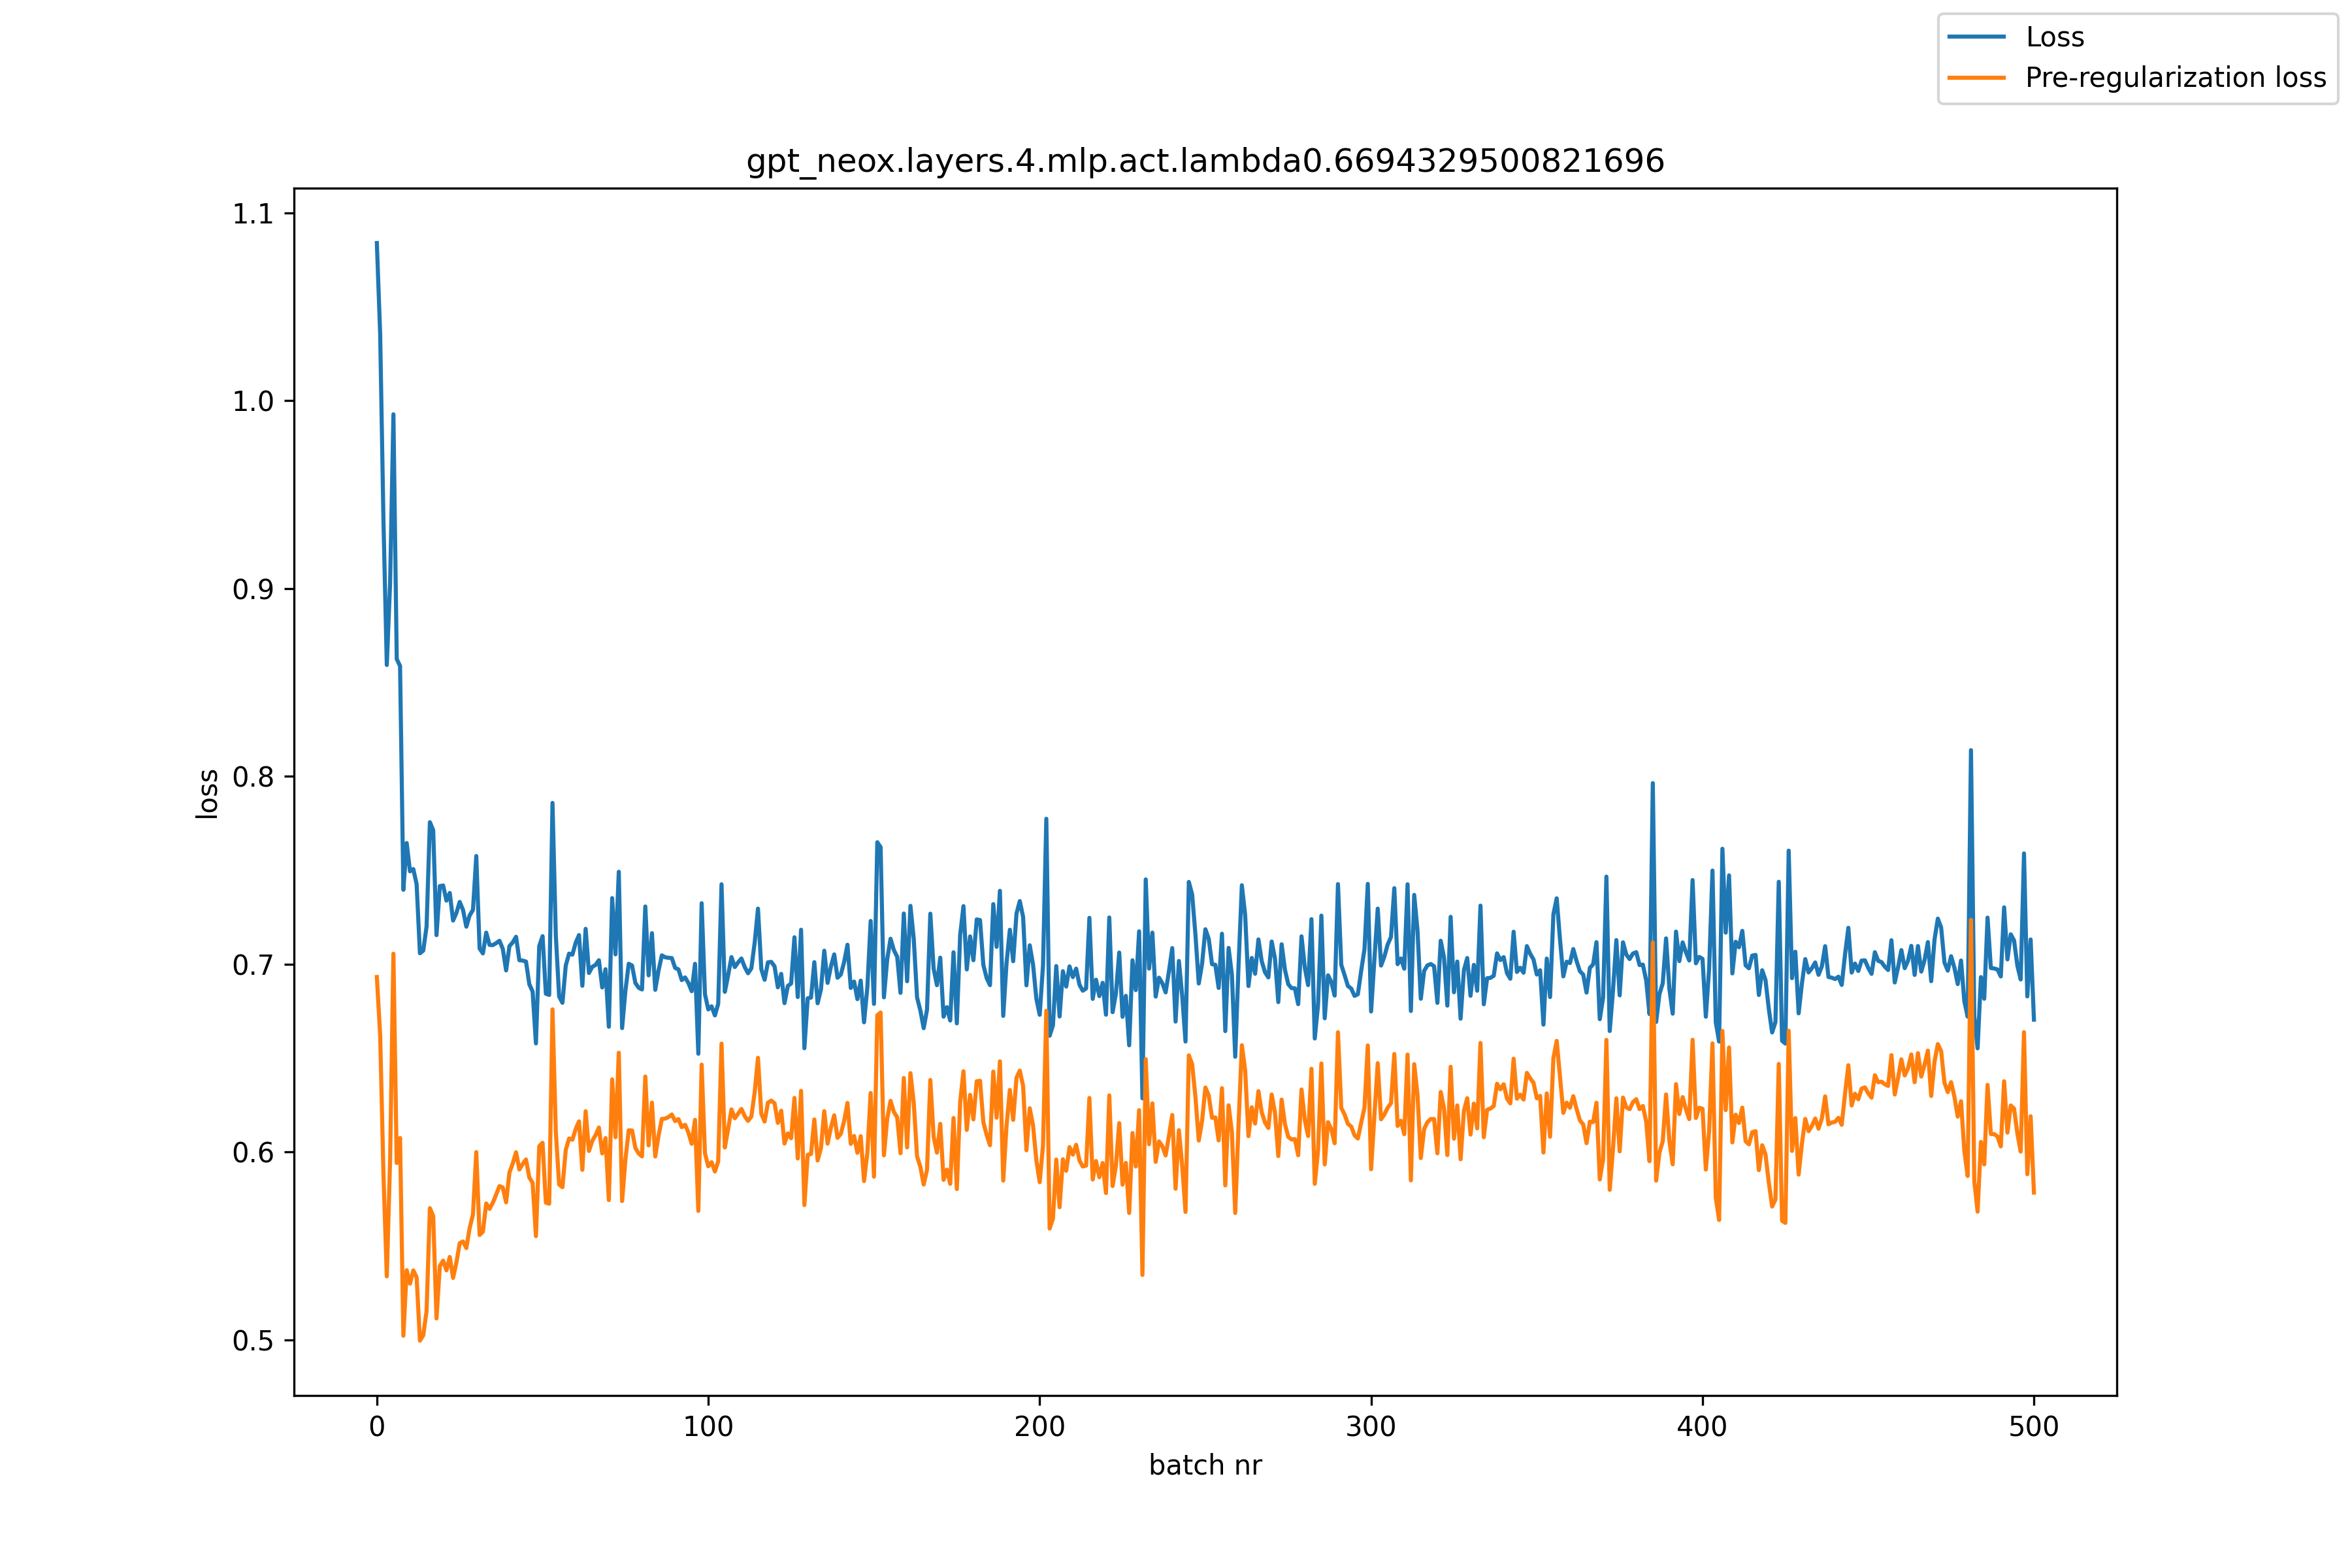 Loss
Pre-regularization loss
gpt_neox.layers.4.mlp.act.lambda0.6694329500821696
1.1
1.0
0.9
0.8
0.7
0.6
0.5
loss
0 100 200 300 400 500
batch nr